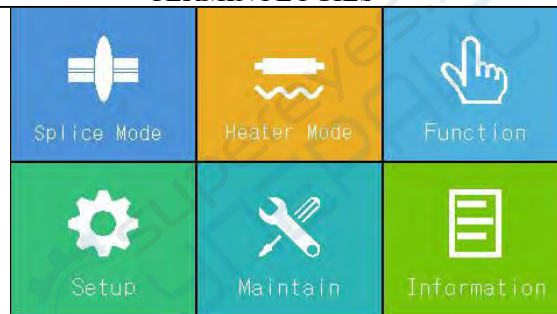 Splice Mode
Heater Mode
Function
Setup
Maintain
Information